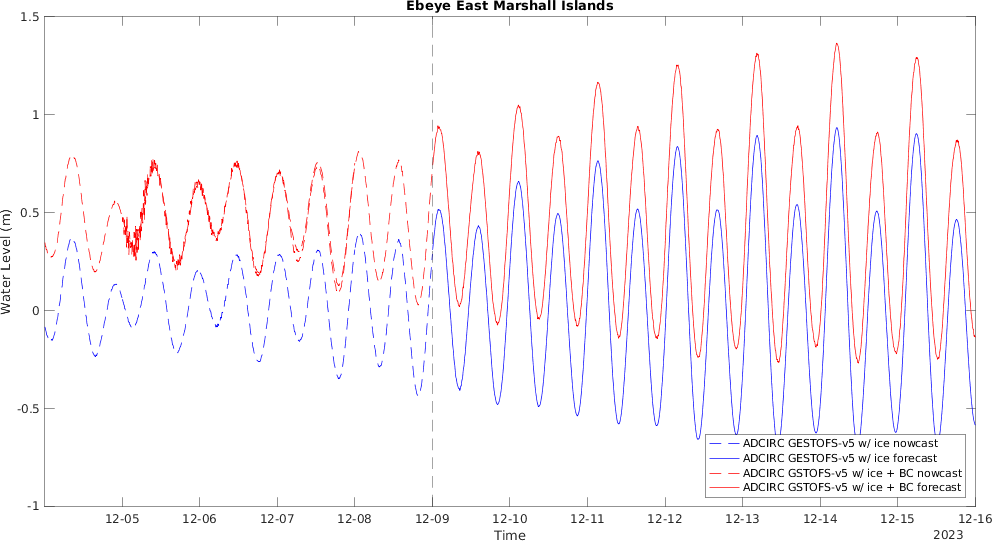 Ebeye East Marshall Islands
1.5
1
0.5
0
-0.5
-1
Water Level (m)
ADCIRC GESTOFS-v5 w/ ice nowcast
ADCIRC GESTOFS-v5 w/ ice forecast
ADCIRC GSTOFS-v5 w/ ice + BC nowcast
ADCIRC GSTOFS-v5 w/ ice + BC forecast
12-05 12-06 12-07 12-08 12-09 12-10 12-11 12-12 12-13 12-14 12-15 12-16
Time
2023